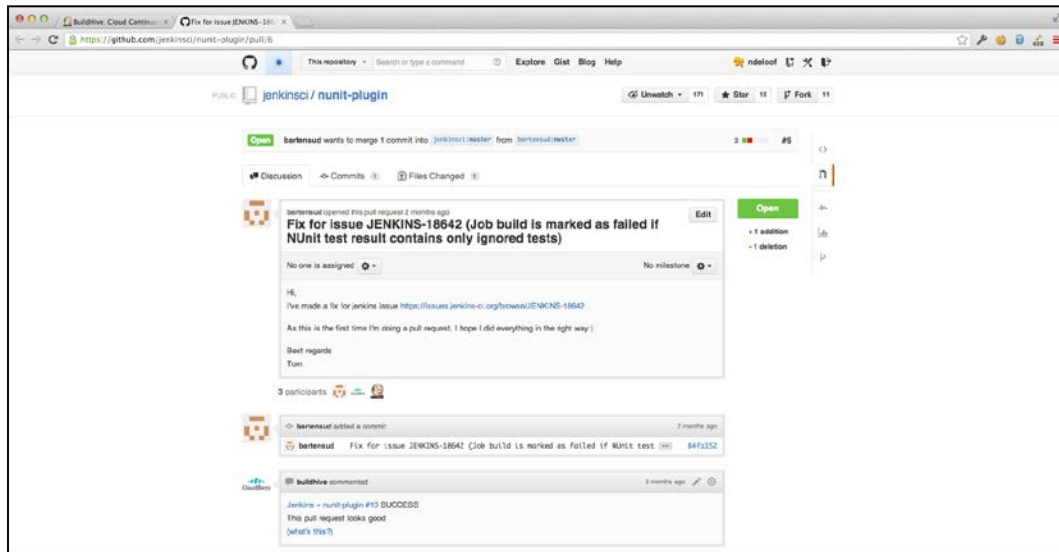 BuildHive: Cloud Continu
Fix for issue JENKINS-186
https://github.com/jenkinsci/nunit-plugin/pull/6
This repository
Search or type a command
Explore Gist Blog Help
ndeloof
PUBLIC
jenkinsci / nunit-plugin
Unwatch 171
Star 13
Fork 11
Open
bartensud wants to merge 1 commit into jenkinsci:master from bartensud:master
2
Discussion
Commits 1
Files Changed 1
bartensud opened this pull request 2 months ago
Edit
Fix for issue JENKINS-18642 (Job build is marked as failed if
NUnit test result contains only ignored tests)
Open
+ 1 addition
- 1 deletion
No one is assigned
No milestone
Hi,
I've made a fix for jenkins issue https://issues.jenkins-ci.org/browse/JENKINS-18642
As this is the first time I'm doing a pull request, I hope I did everything in the right way:)
Best regards
Tom
3 participants
bartensud added a commit
2 months ago
bartensud Fix for issue JENKINS-18642 (Job build is marked as failed if NUnit test
84fa152
CloudBees
buildhive commented
2 months ago
Jenkins » nunit-plugin #13 SUCCESS
This pull request looks good
(what's this?)